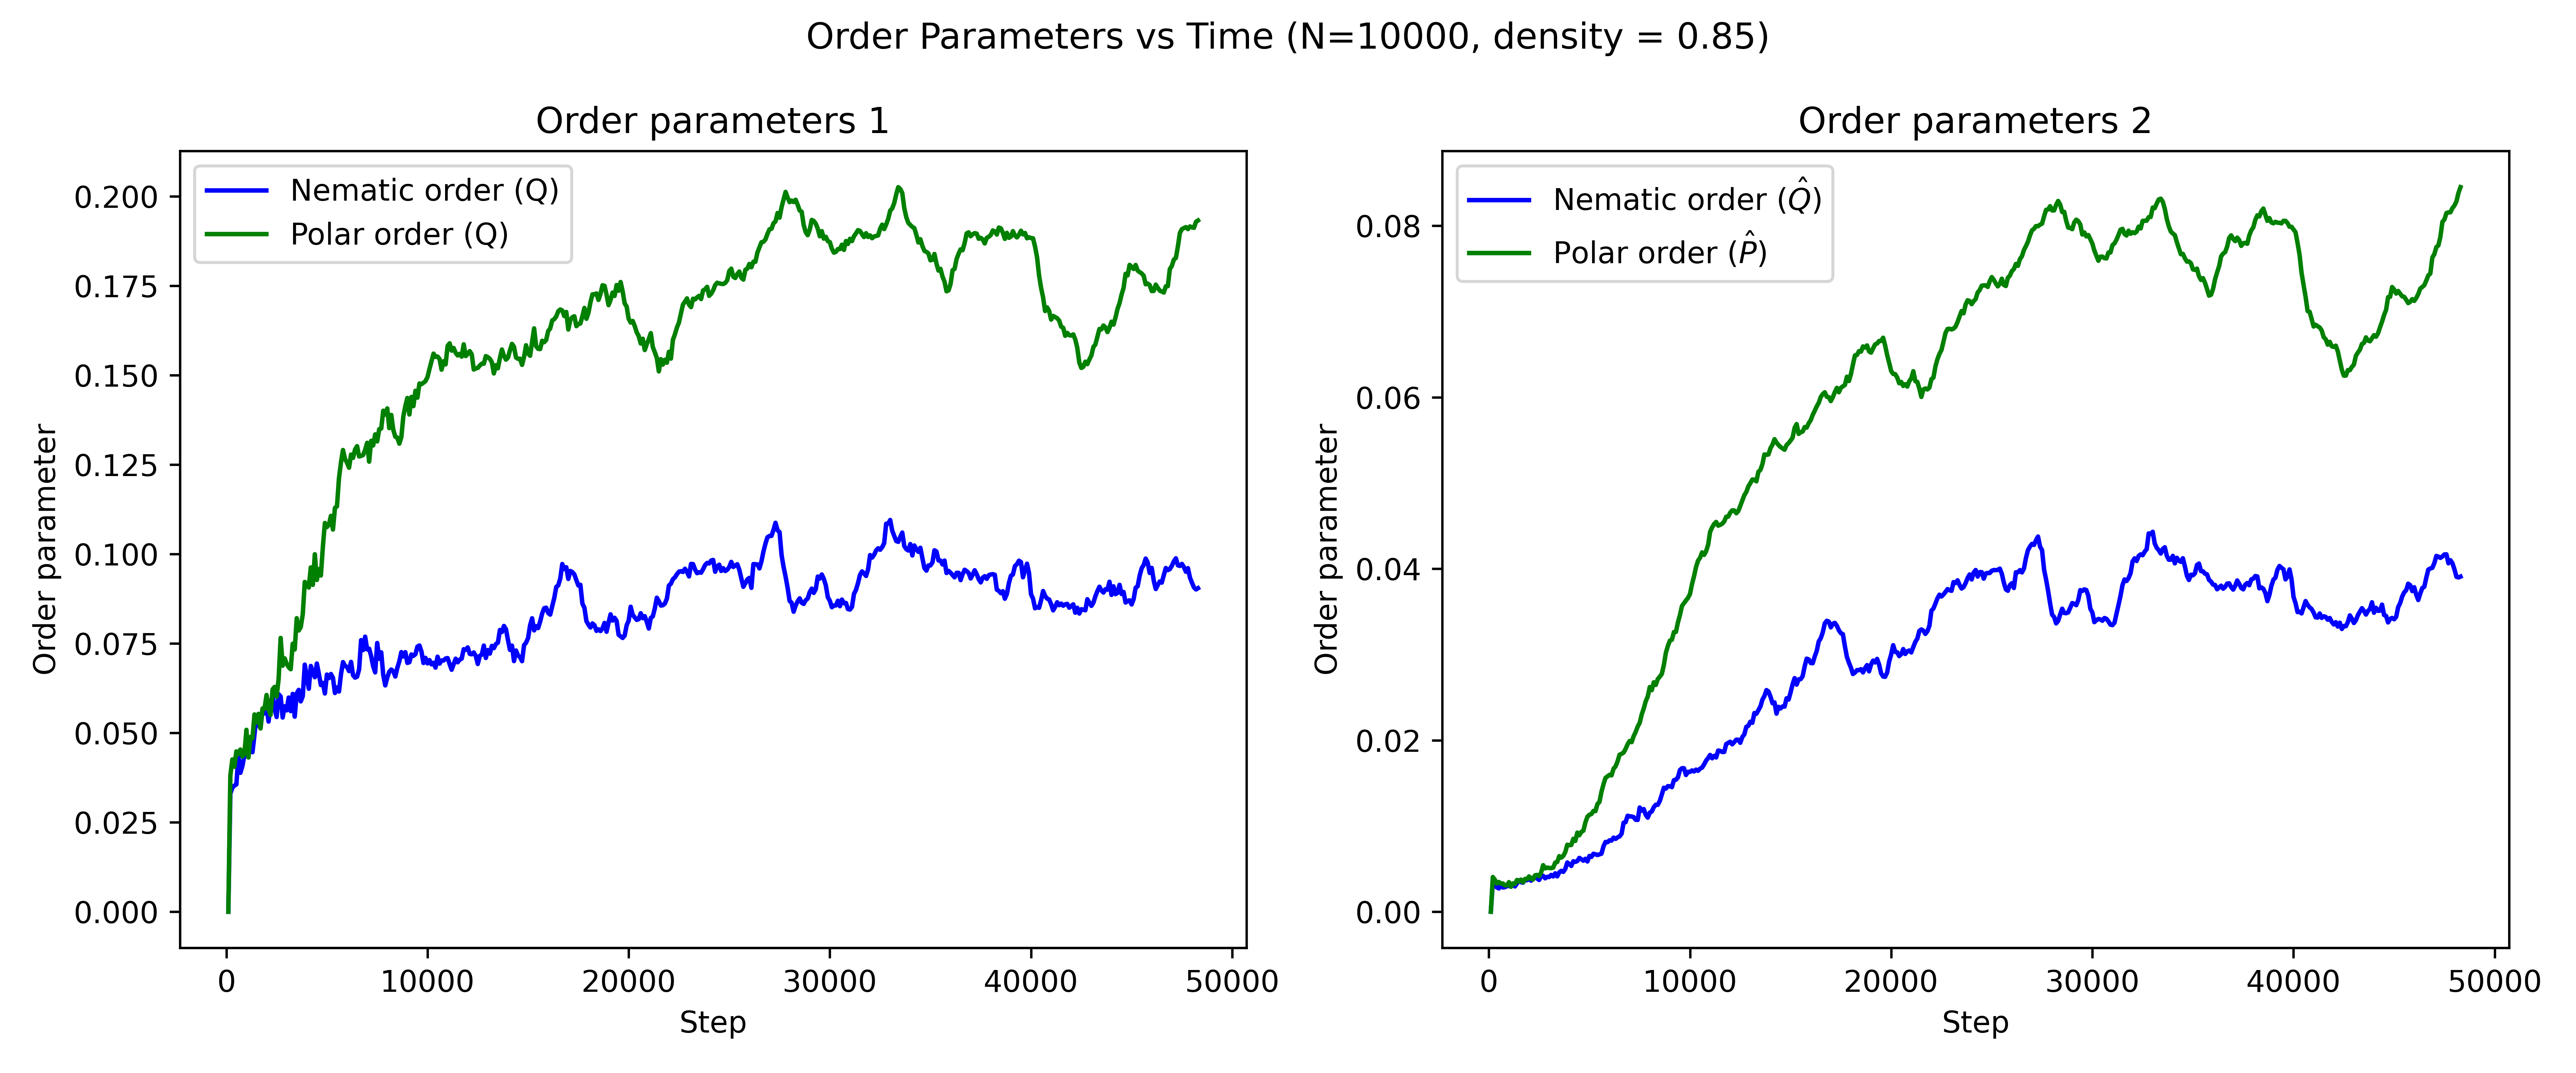 Order Parameters vs Time (N=10000, density = 0.85)
Order parameters 1
Nematic order (Q)
Polar order (Q)
Order parameter
0.200
0.175
0.150
0.125
0.100
0.075
0.050
0.025
0.000
0
10000
20000
30000
40000
50000
Step
Order parameters 2
Nematic order (Q̂)
Polar order (P̂)
Order parameter
0.08
0.06
0.04
0.02
0.00
0
10000
20000
30000
40000
50000
Step